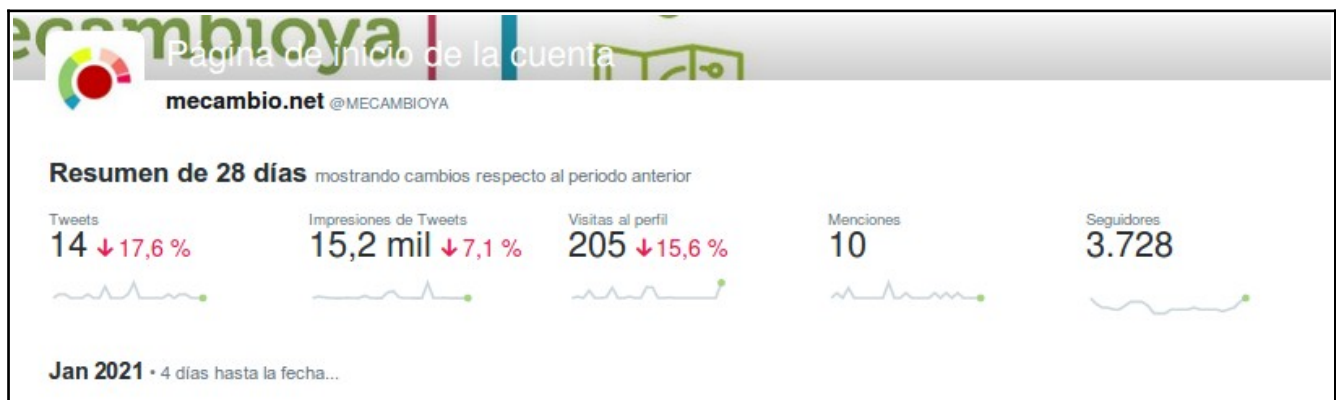 ecambioya
Página de inicio de la cuenta
mecambio.net @MECAMBIOYA
Resumen de 28 días mostrando cambios respecto al periodo anterior
Tweets Impresiones de Tweets Visitas al perfil Menciones Seguidores
14 ↓17,6 % 15,2 mil ↓7,1 % 205 ↓15,6 % 10 3.728
Jan 2021 • 4 días hasta la fecha...